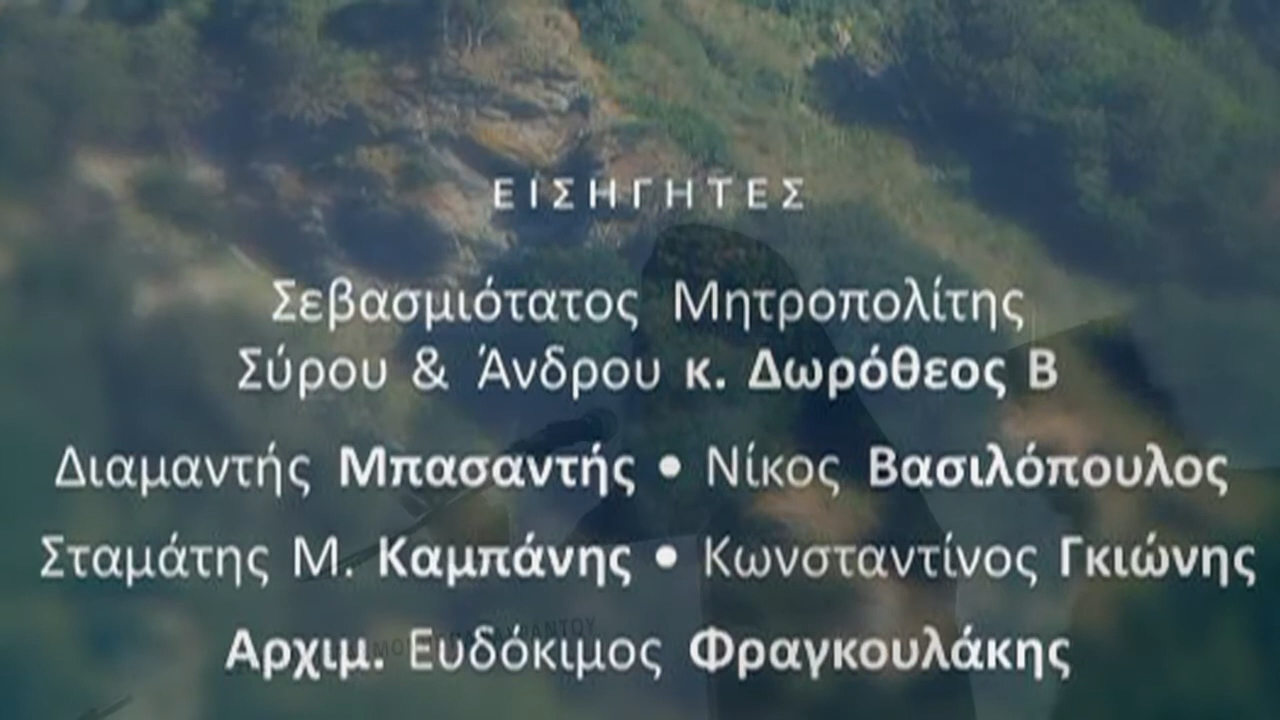 ΕΙΣΗΓΗΤΕΣ
Σεβασμιότατος Μητροπολίτης
Σύρου & Άνδρου κ. Δωρόθεος Β
Διαμαντής Μπασαντής • Νίκος Βασιλόπουλος
Σταμάτης Μ. Καμπάνης • Κωνσταντίνος Γκιώνης
Αρχιμ. Ευδόκιμος Φραγκουλάκης